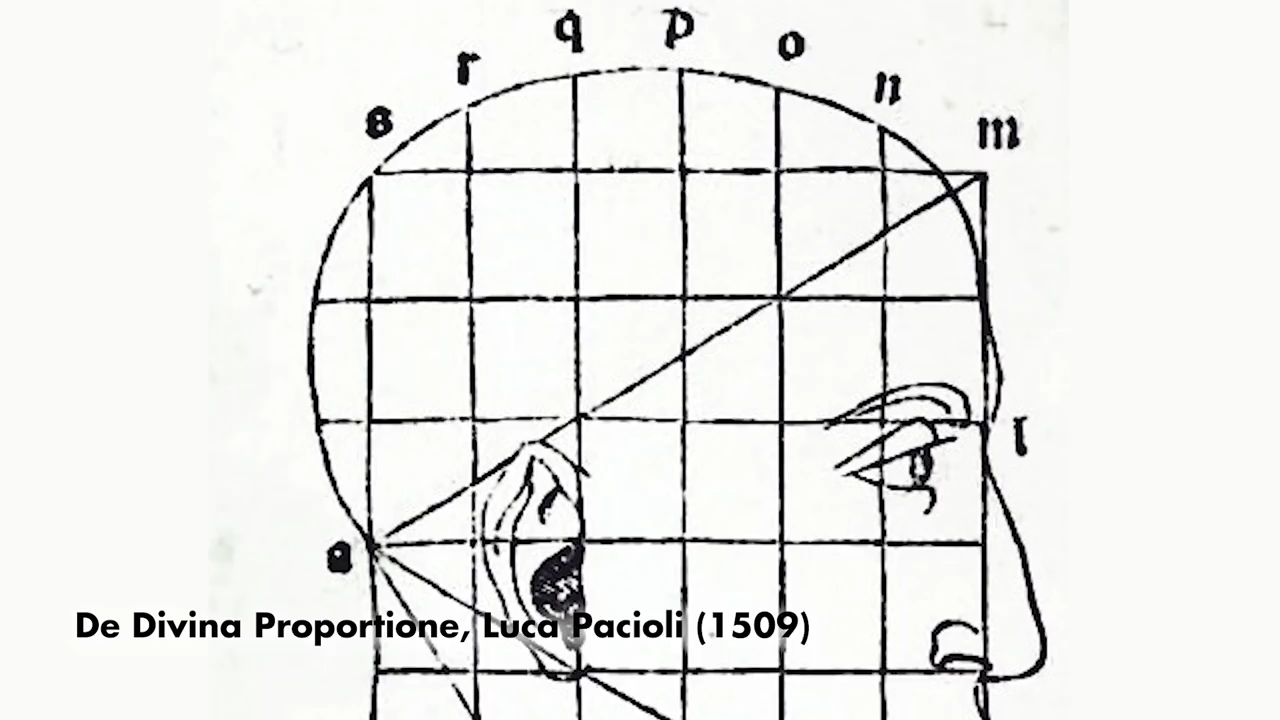 q p o
r n
s m
l
a
De Divina Proportione, Luca Pacioli (1509)